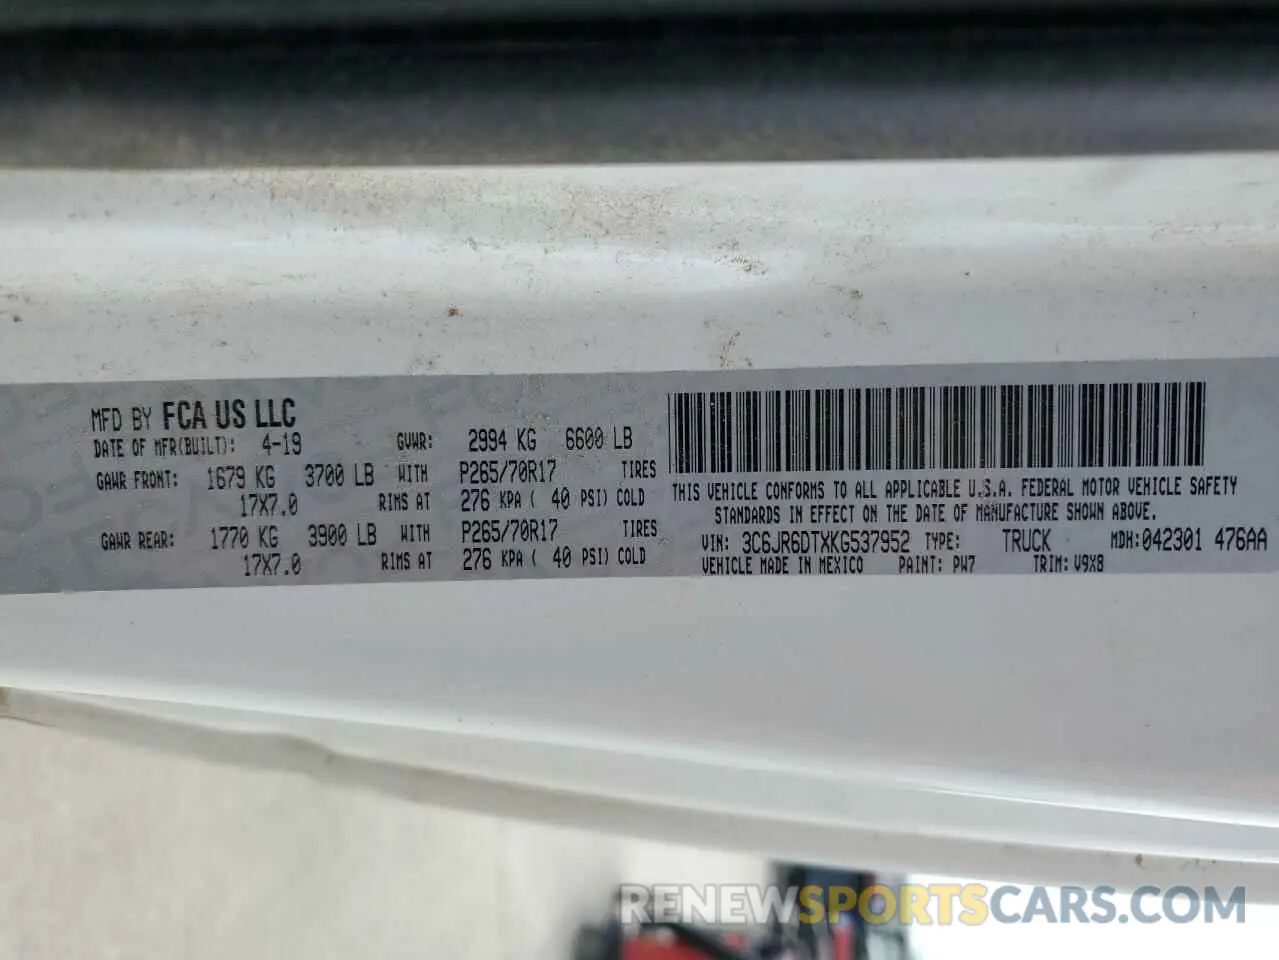 MFD BY FCA US LLC
DATE OF MFR(BUILT): 4-19 GVWR: 2994 KG 6600 LB
GAWR FRONT: 1679 KG 3700 LB WITH P265/70R17 TIRES
17X7.0 RIMS AT 276 KPA ( 40 PSI) COLD
GAWR REAR: 1770 KG 3900 LB WITH P265/70R17 TIRES
17X7.0 RIMS AT 276 KPA ( 40 PSI) COLD
THIS VEHICLE CONFORMS TO ALL APPLICABLE U.S.A. FEDERAL MOTOR VEHICLE SAFETY
STANDARDS IN EFFECT ON THE DATE OF MANUFACTURE SHOWN ABOVE.
VIN: 3C6JR6DTXKG537952 TYPE: TRUCK MDH:042301 476AA
VEHICLE MADE IN MEXICO PAINT: PW7 TRIM: V9X8
RENEWSPORTSCARS.COM